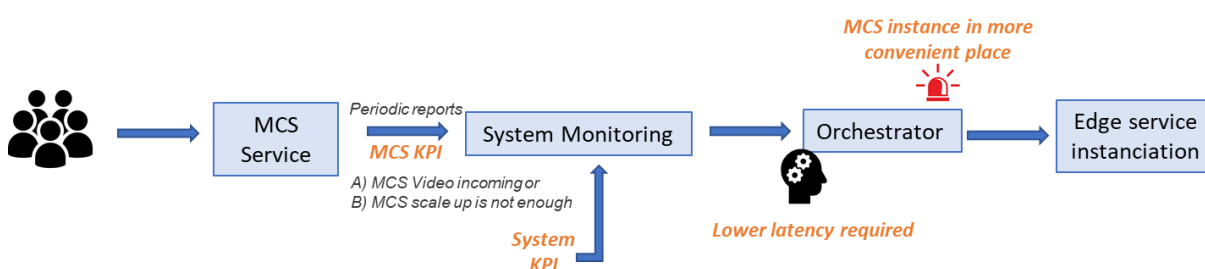 MCS instance in more
convenient place
Periodic reports
MCS
Service
MCS KPI
System Monitoring
Orchestrator
Edge service
instanciation
A) MCS Video incoming or
B) MCS scale up is not enough
System
KPI
Lower latency required